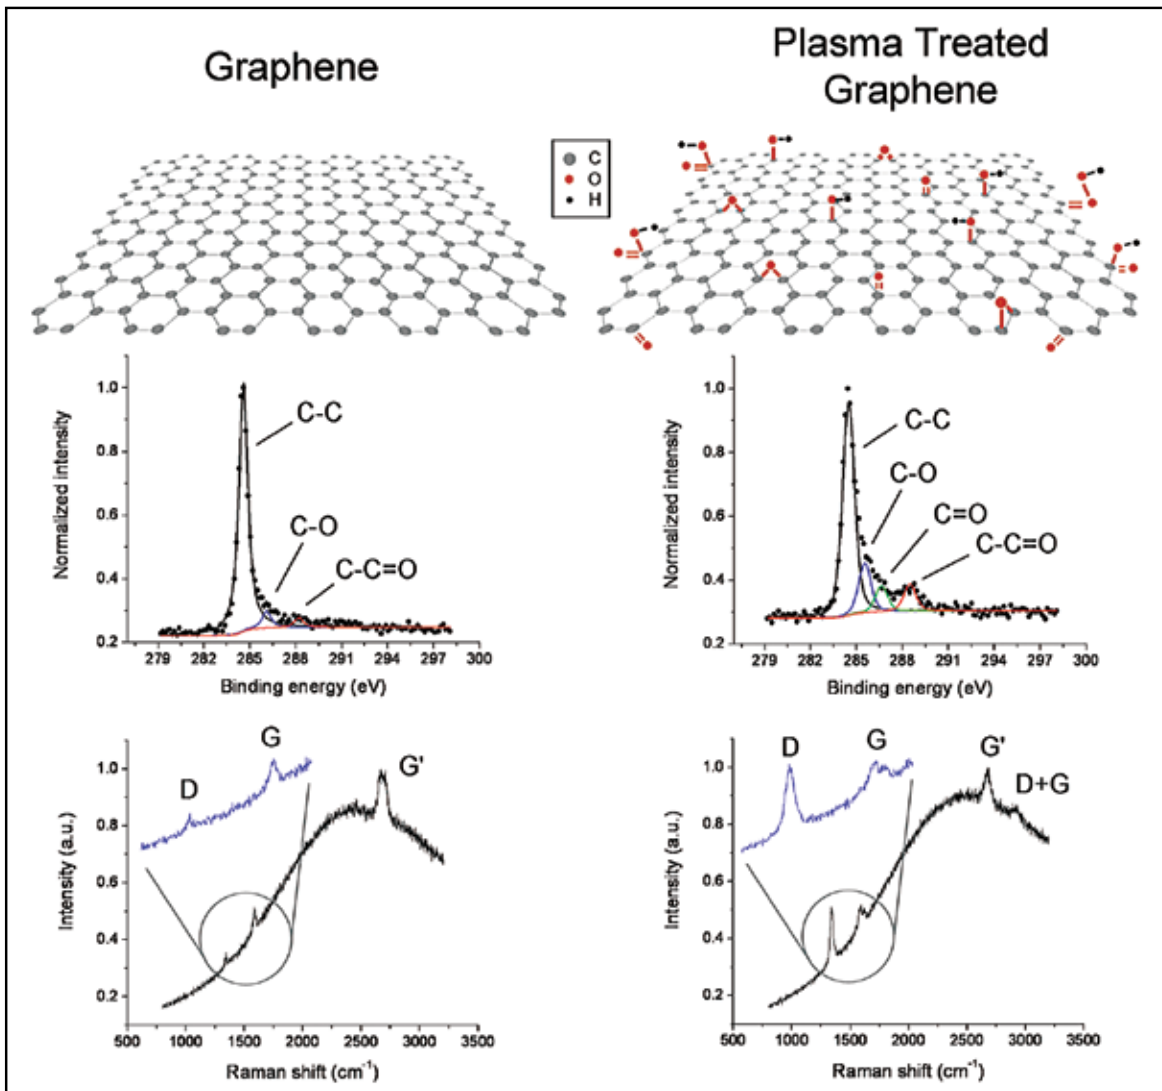 Graphene
Plasma Treated
Graphene
C
O
H
1.0
0.8
0.6
0.4
0.2
Normalized intensity
C-C
C-O
C-C=O
279 282 285 288 291 294 297 300
Binding energy (eV)
1.0
0.8
0.6
0.4
0.2
Normalized intensity
C-C
C-O
C=O
C-C=O
279 282 285 288 291 294 297 300
Binding energy (eV)
1.0
0.8
0.6
0.4
0.2
Intensity (a.u.)
D
G
G'
500 1000 1500 2000 2500 3000 3500
Raman shift (cm⁻¹)
1.0
0.8
0.6
0.4
0.2
Intensity (a.u.)
D
G
G'
D+G
500 1000 1500 2000 2500 3000 3500
Raman shift (cm⁻¹)